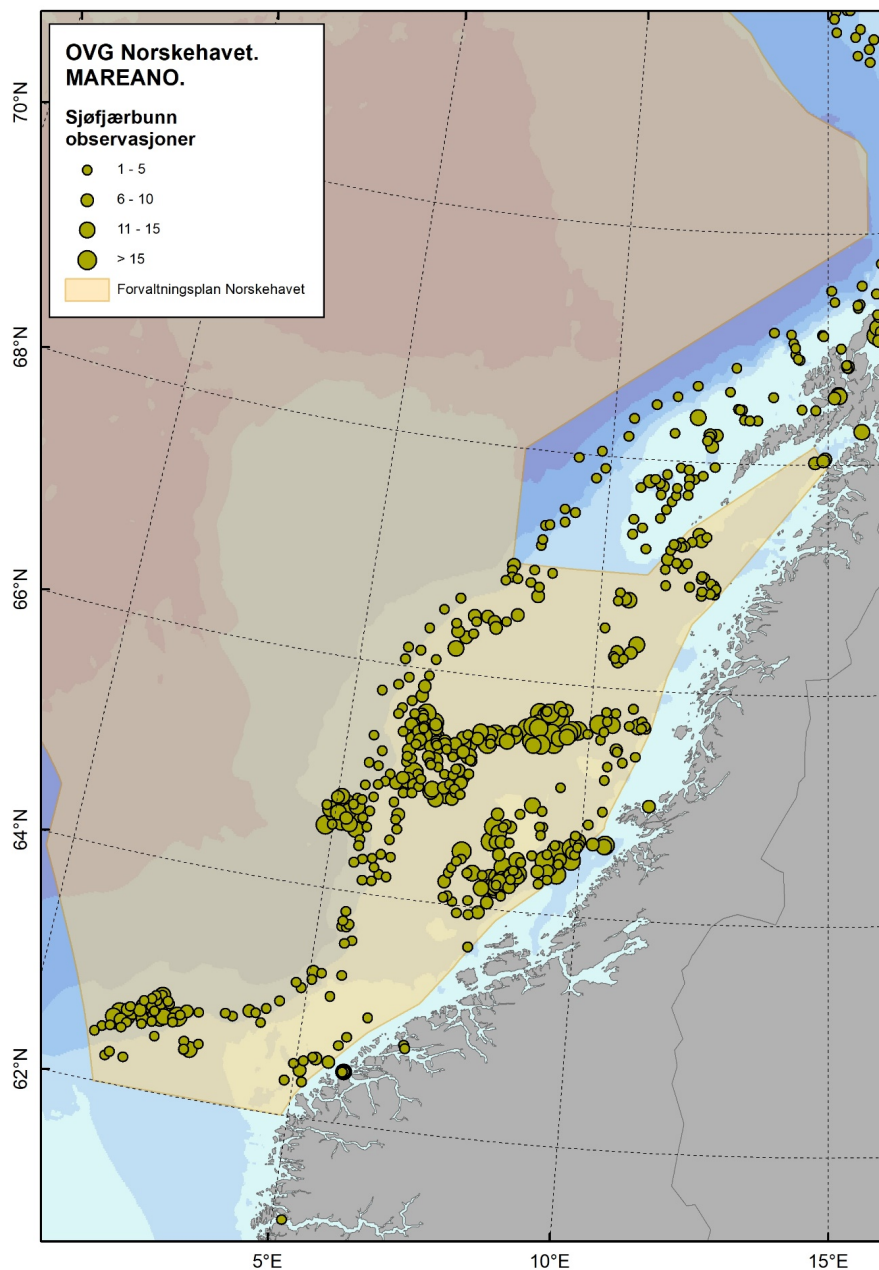 OVG Norskehavet.
MAREANO.
Sjøfjærbunn
observasjoner
1 - 5
6 - 10
11 - 15
> 15
Forvaltningsplan Norskehavet
70°N
68°N
66°N
64°N
62°N
5°E
10°E
15°E